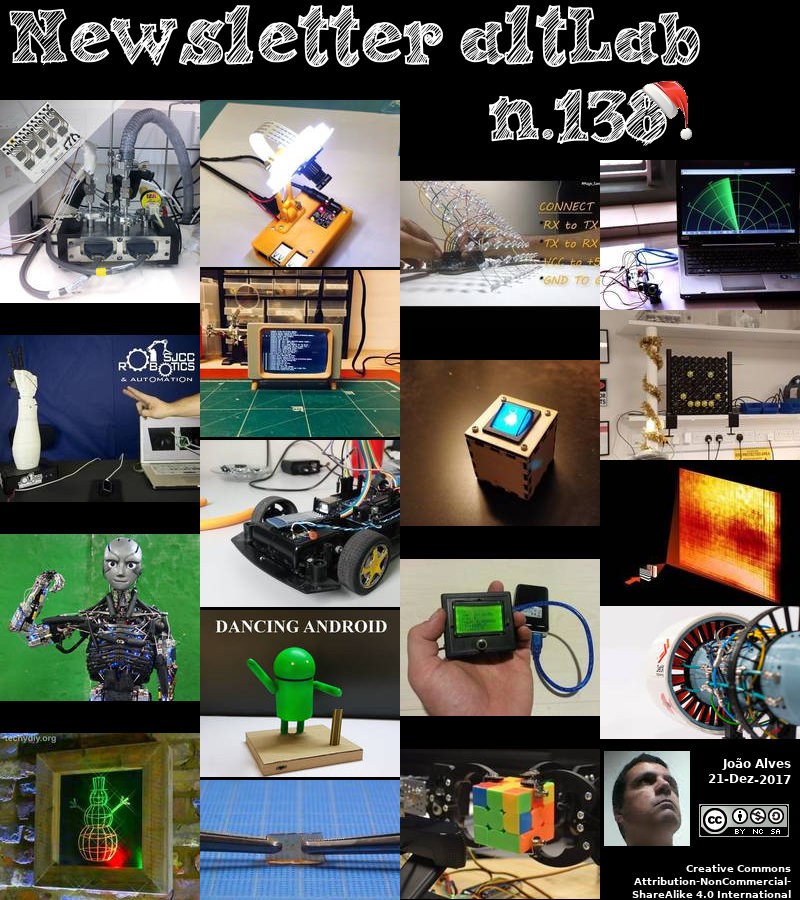 Newsletter altLab
n.138
CONNECT
RX to TX
TX to RX
VCC to +5
GND TO G
SJCC
ROBOTICS
& AUTOMATION
DANCING ANDROID
techydiy.org
João Alves
21-Dez-2017
cc
BY NC SA
Creative Commons
Attribution-NonCommercial-
ShareAlike 4.0 International